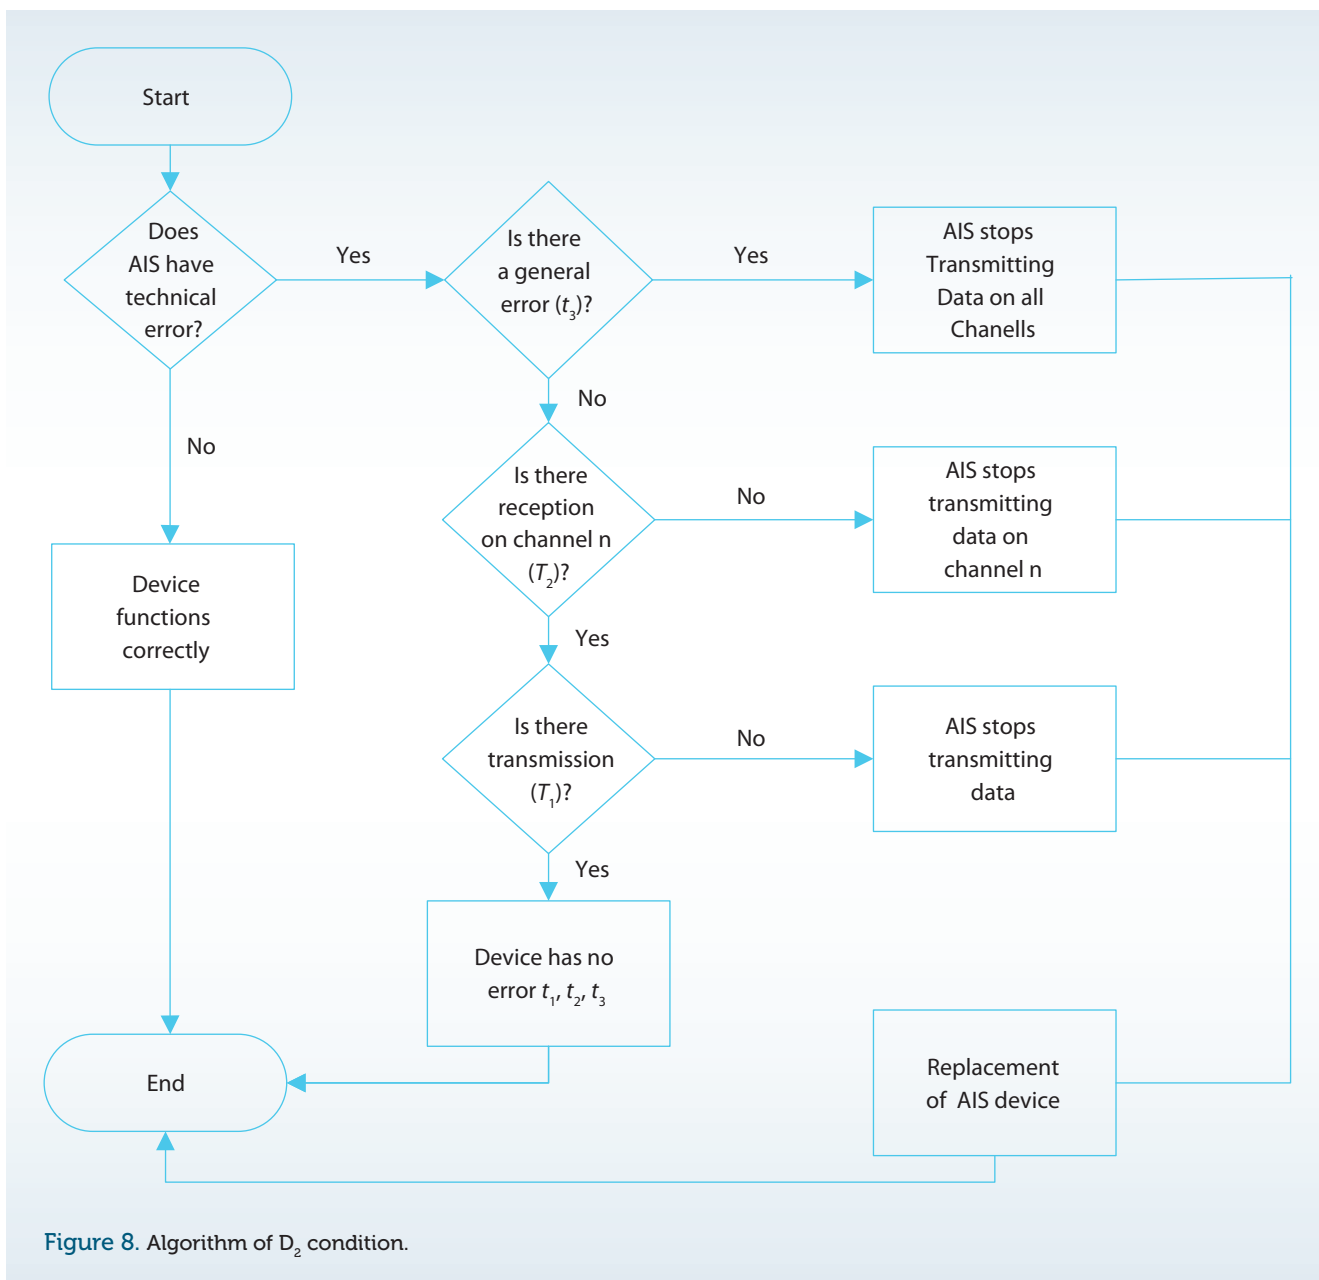 Start
Does
AIS have
technical
error?
Yes
Is there
a general
error (t₃)?
Yes
AIS stops
Transmitting
Data on all
Chanells
No
No
Is there
reception
on channel n
(T₂)?
No
AIS stops
transmitting
data on
channel n
Device
functions
correctly
Yes
Is there
transmission
(T₁)?
No
AIS stops
transmitting
data
Yes
Device has no
error t₁, t₂, t₃
End
Replacement
of AIS device
Figure 8. Algorithm of D₂ condition.